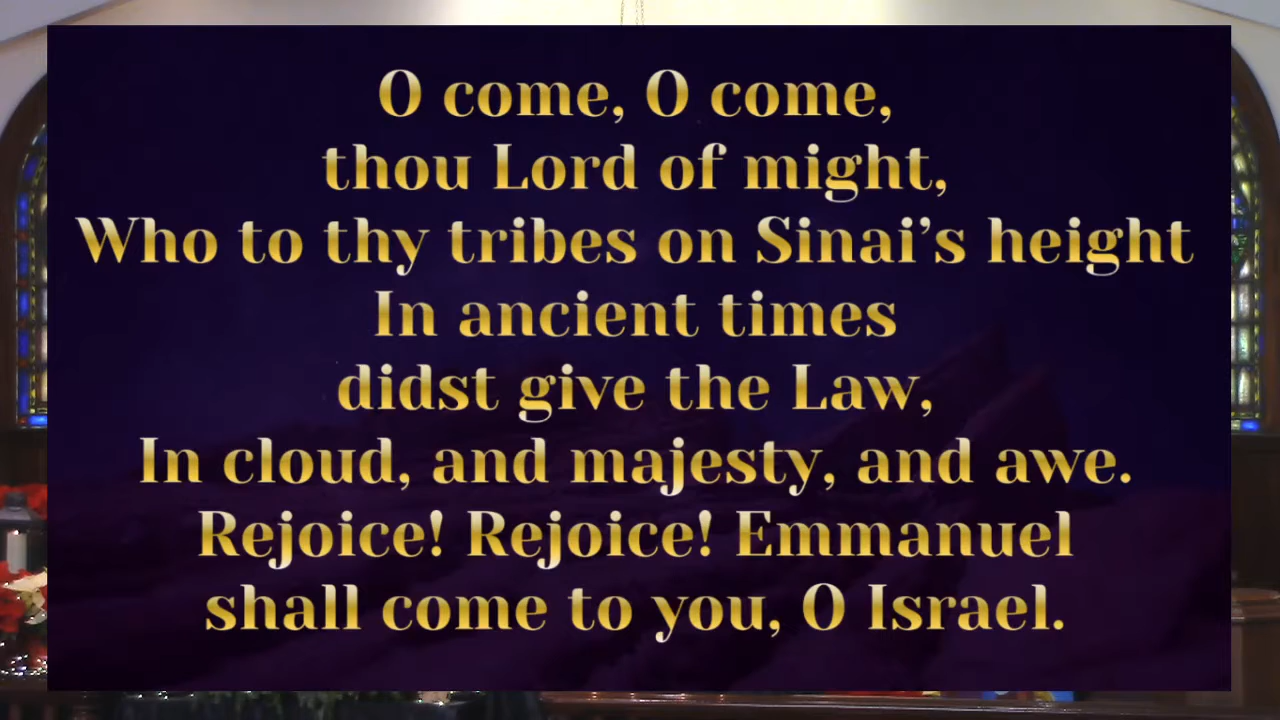 O come, O come,
thou Lord of might,
Who to thy tribes on Sinai’s height
In ancient times
didst give the Law,
In cloud, and majesty, and awe.
Rejoice! Rejoice! Emmanuel
shall come to you, O Israel.